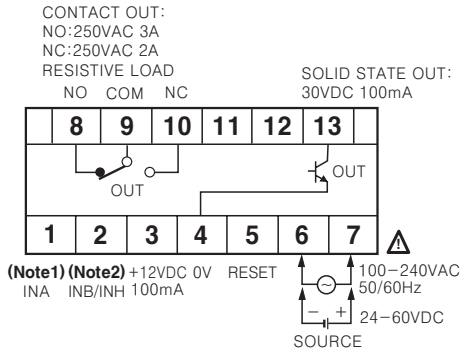 CONTACT OUT:
NO:250VAC 3A
NC:250VAC 2A
RESISTIVE LOAD
NO COM NC
SOLID STATE OUT:
30VDC 100mA
8 9 10 11 12 13
OUT
OUT
1 2 3 4 5 6 7
(Note1) (Note2) +12VDC 0V RESET
INA INB/INH 100mA
100-240VAC
50/60Hz
24-60VDC
SOURCE